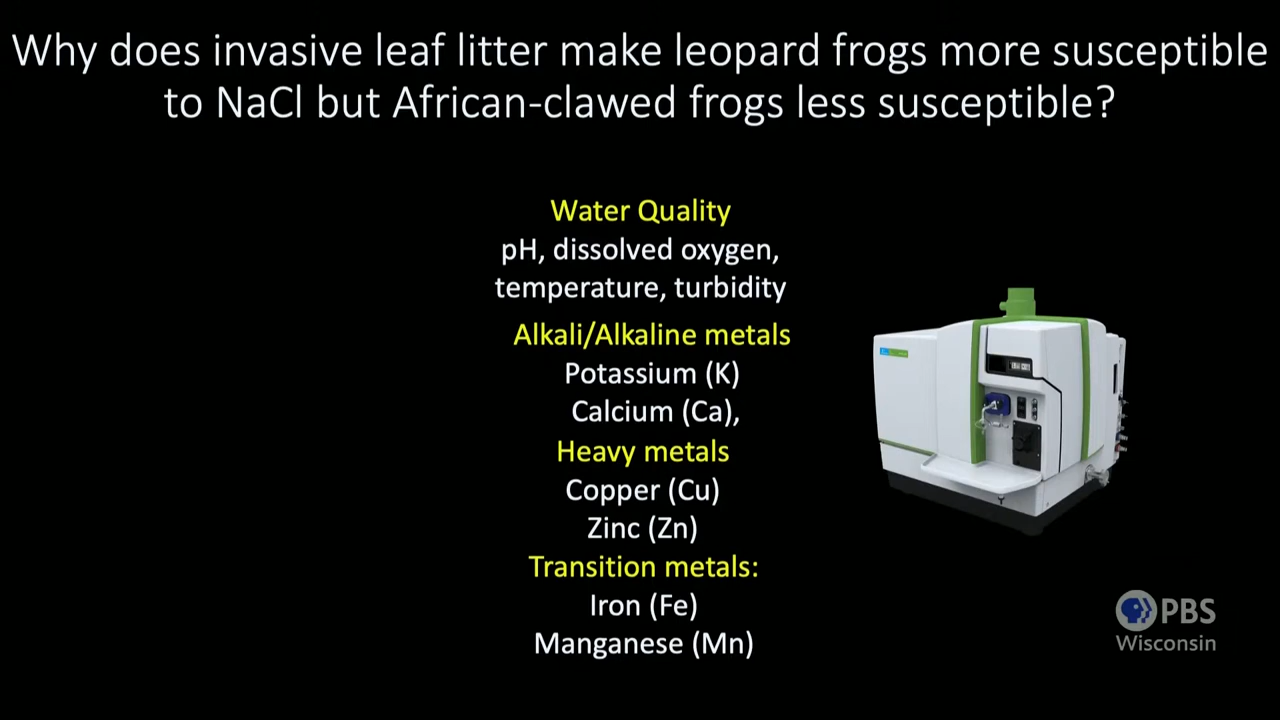 Why does invasive leaf litter make leopard frogs more susceptible
to NaCl but African-clawed frogs less susceptible?
Water Quality
pH, dissolved oxygen,
temperature, turbidity
Alkali/Alkaline metals
Potassium (K)
Calcium (Ca),
Heavy metals
Copper (Cu)
Zinc (Zn)
Transition metals:
Iron (Fe)
Manganese (Mn)
PBS
Wisconsin